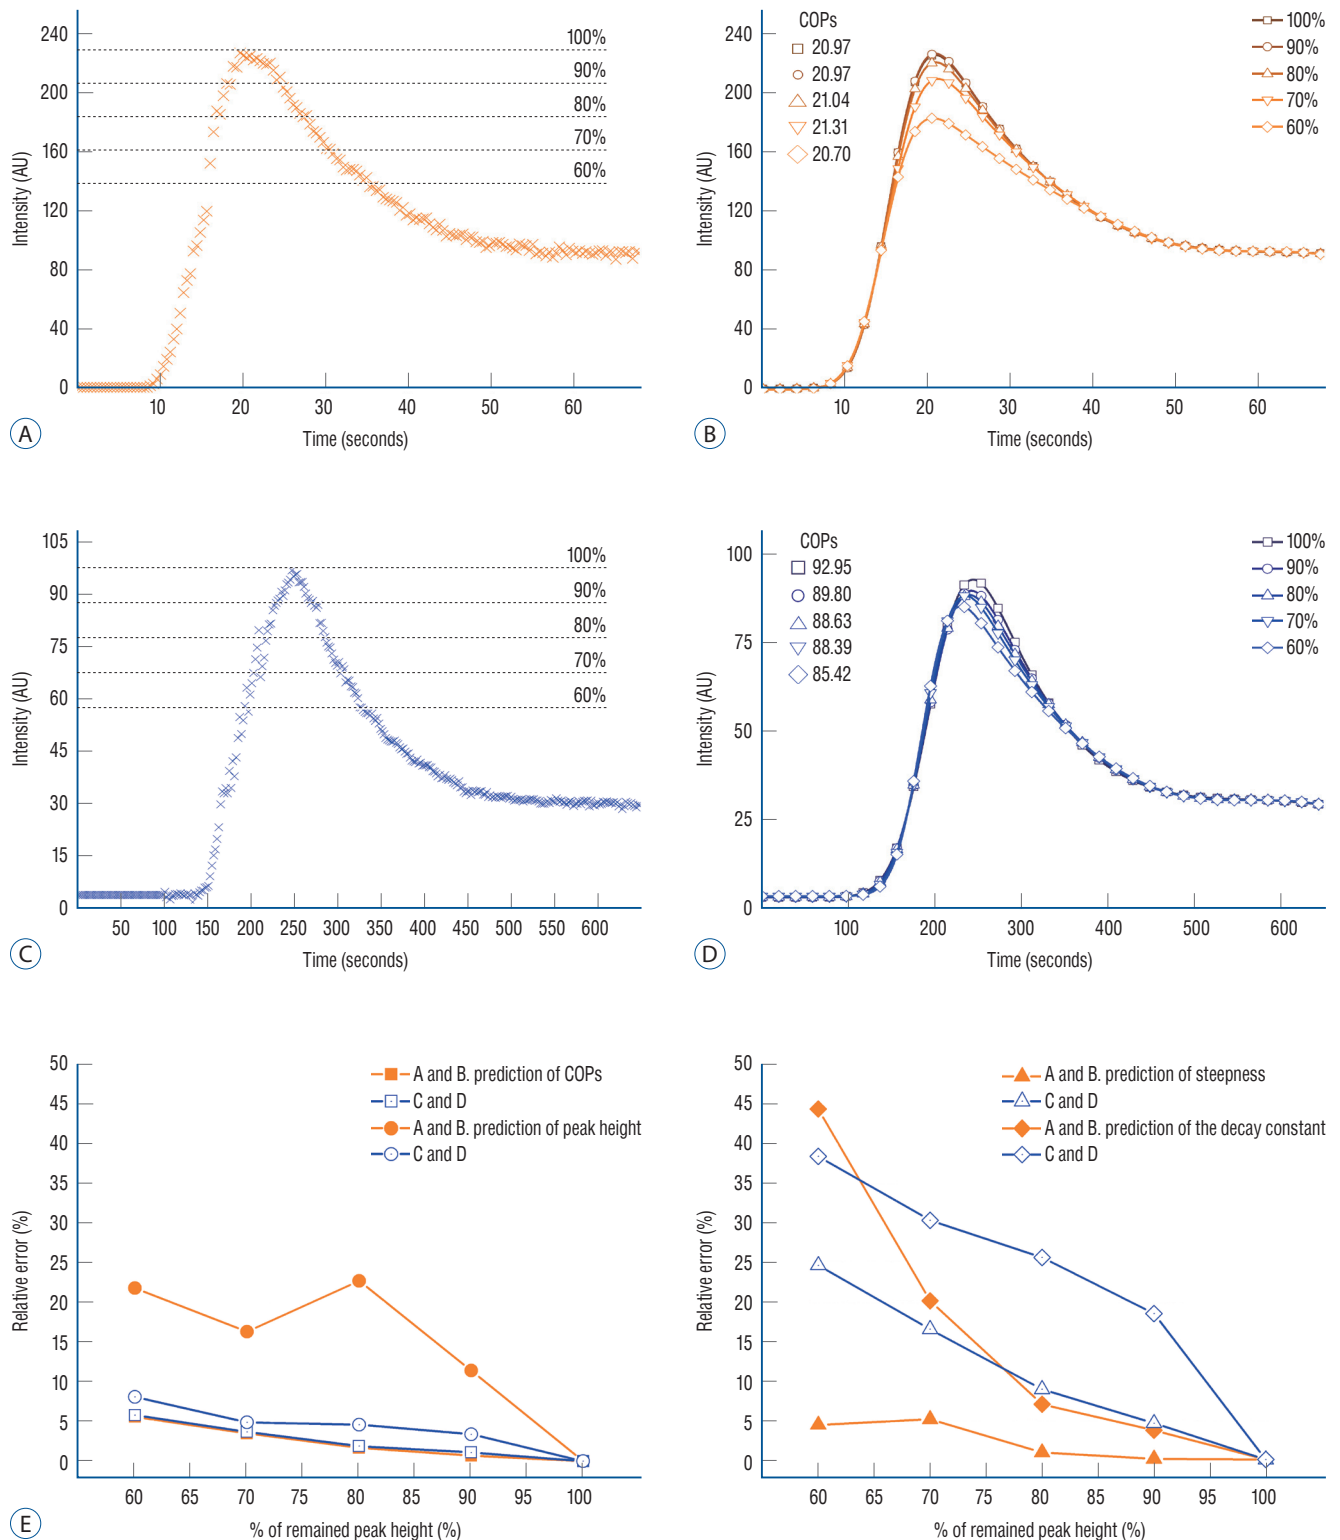 240
200
160
120
80
40
0
Intensity (AU)
100%
90%
80%
70%
60%
10 20 30 40 50 60
Time (seconds)
A
240
200
160
120
80
40
0
Intensity (AU)
COPs
20.97
20.97
21.04
21.31
20.70
100%
90%
80%
70%
60%
10 20 30 40 50 60
Time (seconds)
B
105
90
75
60
45
30
15
0
Intensity (AU)
100%
90%
80%
70%
60%
50 100 150 200 250 300 350 400 450 500 550 600
Time (seconds)
C
100
75
50
25
0
Intensity (AU)
COPs
92.95
89.80
88.63
88.39
85.42
100%
90%
80%
70%
60%
100 200 300 400 500 600
Time (seconds)
D
50
45
40
35
30
25
20
15
10
5
0
Relative error (%)
A and B. prediction of COPs
C and D
A and B. prediction of peak height
C and D
60 65 70 75 80 85 90 95 100
% of remained peak height (%)
E
50
45
40
35
30
25
20
15
10
5
0
Relative error (%)
A and B. prediction of steepness
C and D
A and B. prediction of the decay constant
C and D
60 65 70 75 80 85 90 95 100
% of remained peak height (%)